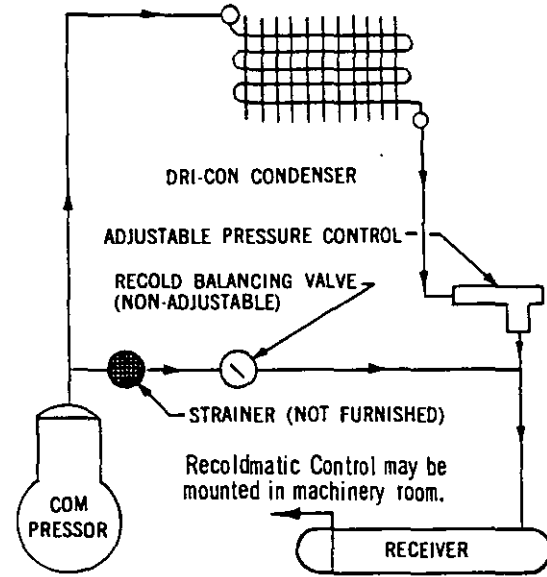 DRI-CON CONDENSER
ADJUSTABLE PRESSURE CONTROL
RECOLD BALANCING VALVE
(NON-ADJUSTABLE)
STRAINER (NOT FURNISHED)
Recoldmatic Control may be
mounted in machinery room.
COM
PRESSOR
RECEIVER